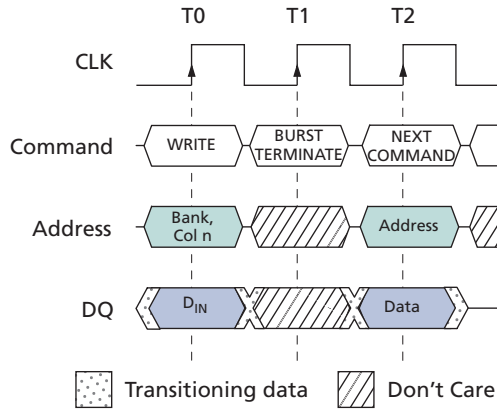 T0 T1 T2
CLK
Command WRITE BURST TERMINATE NEXT COMMAND
Address Bank, Col n Address
DQ D_IN Data
Transitioning data Don't Care